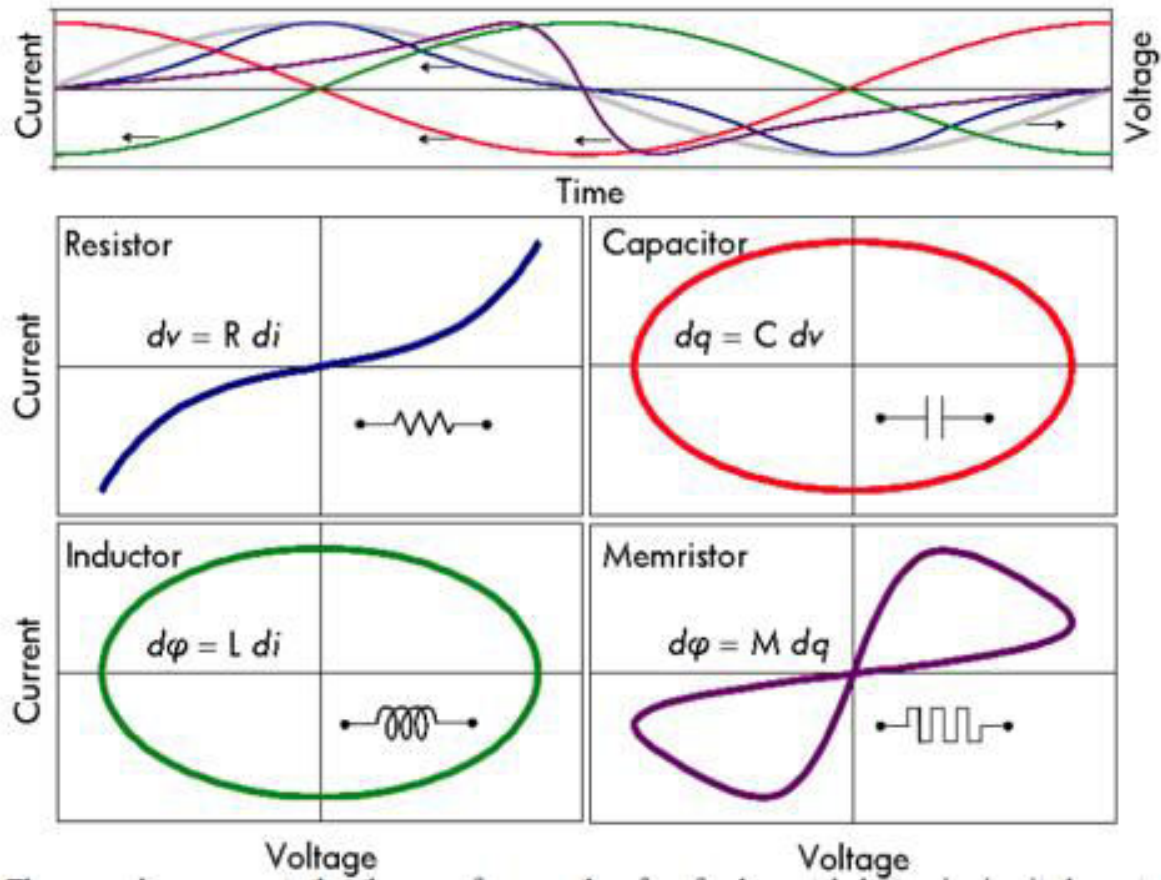 Current
Voltage
Time
Resistor
dv = R di
Current
Capacitor
dq = C dv
Inductor
dφ = L di
Current
Voltage
Memristor
dφ = M dq
Voltage